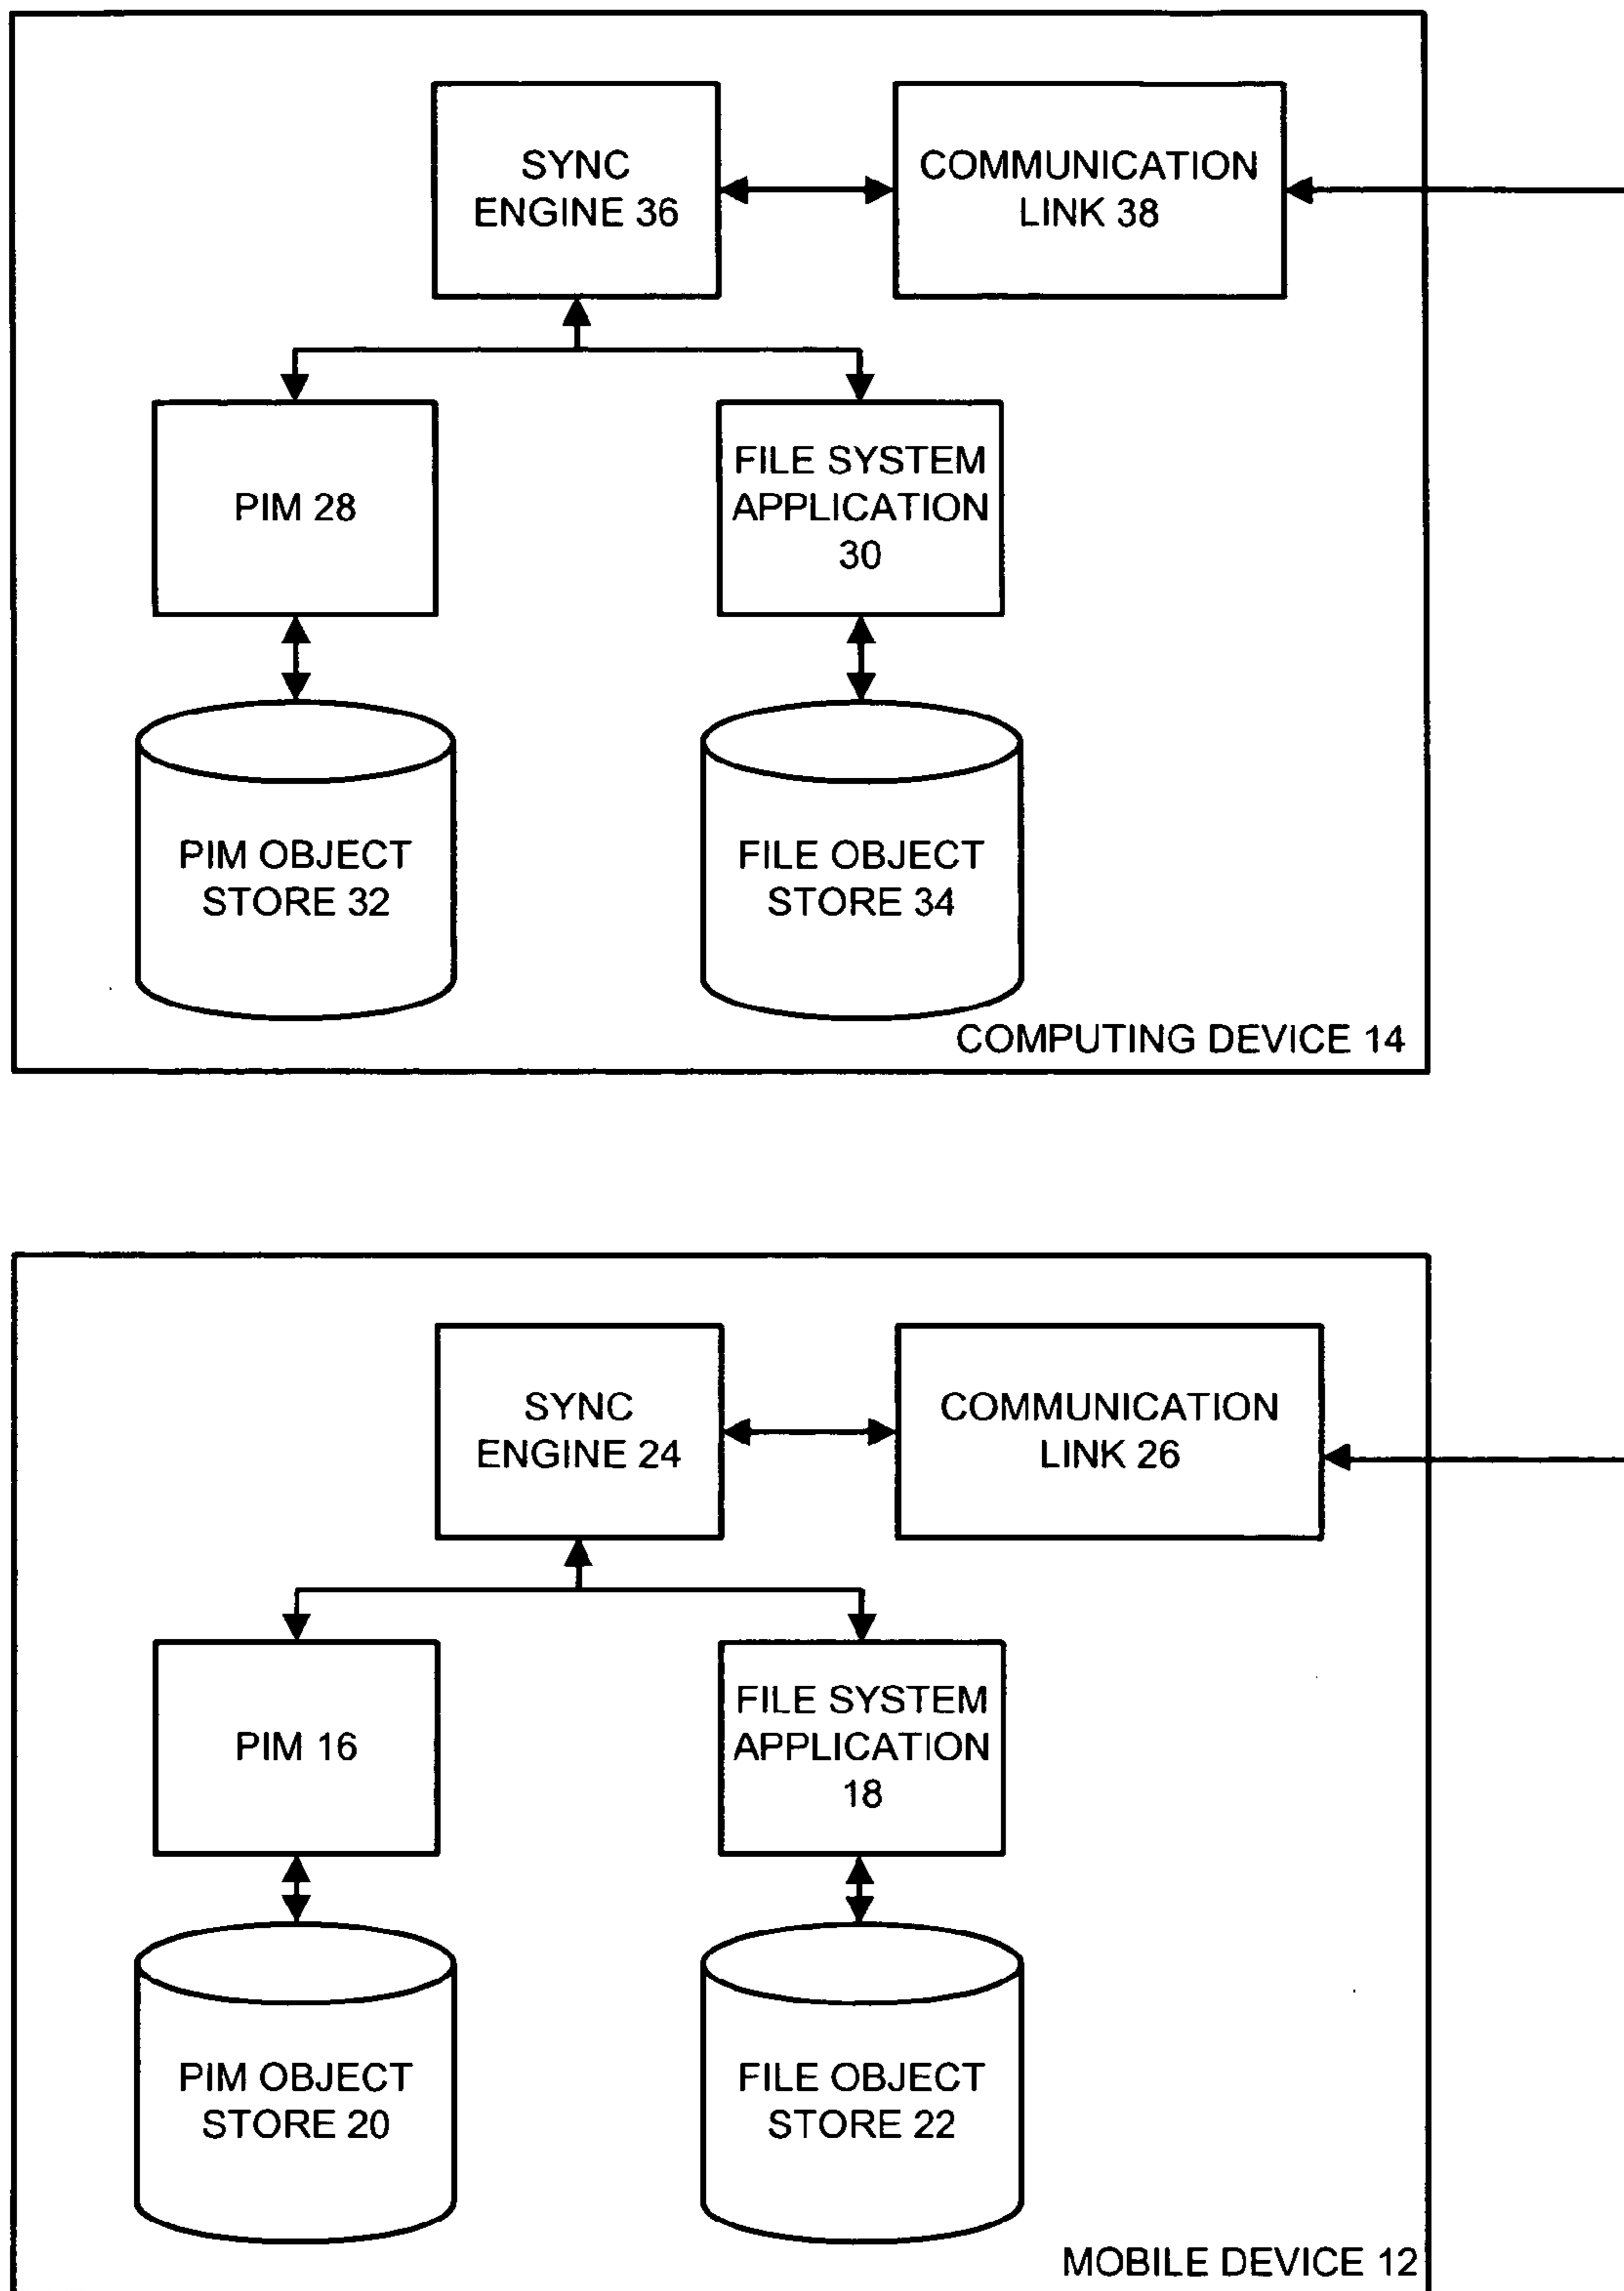 SYNC
ENGINE 36
COMMUNICATION
LINK 38
PIM 28
FILE SYSTEM
APPLICATION
30
PIM OBJECT
STORE 32
FILE OBJECT
STORE 34
COMPUTING DEVICE 14
SYNC
ENGINE 24
COMMUNICATION
LINK 26
PIM 16
FILE SYSTEM
APPLICATION
18
PIM OBJECT
STORE 20
FILE OBJECT
STORE 22
MOBILE DEVICE 12